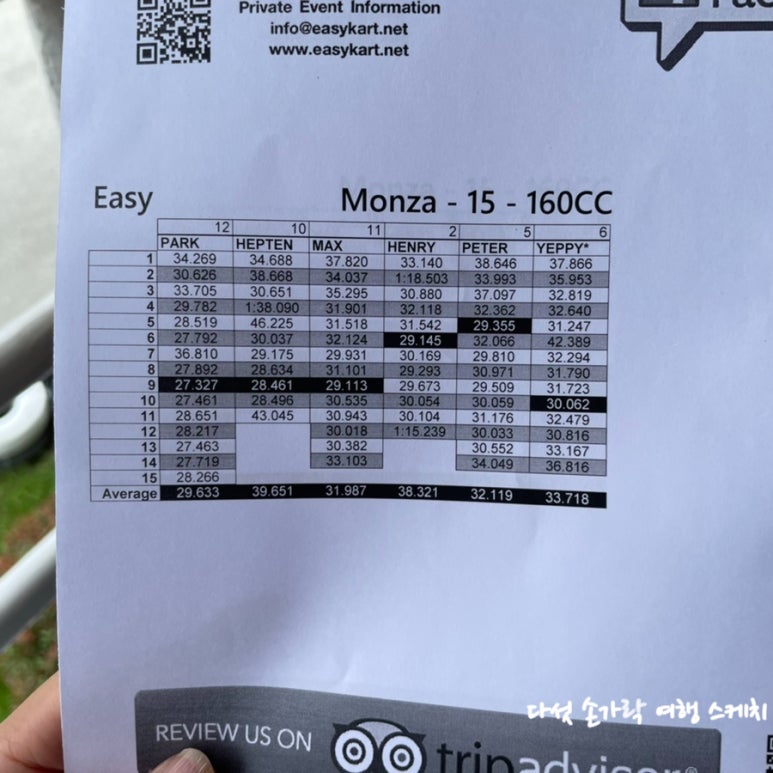 Private Event Information
info@easykart.net
www.easykart.net
Easy Monza - 15 - 160CC
12 10 11 2 5 6
PARK HEPTEN MAX HENRY PETER YEPPY*
1 34.269 34.688 37.820 33.140 38.646 37.866
2 30.626 38.668 34.037 1:18.503 33.993 35.953
3 33.705 30.651 35.295 30.880 37.097 32.819
4 29.782 1:38.090 31.901 32.118 32.362 32.640
5 28.519 46.225 31.518 31.542 29.355 31.247
6 27.792 30.037 32.124 29.145 32.066 42.389
7 36.810 29.175 29.931 30.169 29.810 32.294
8 27.892 28.634 31.101 29.293 30.971 31.790
9 27.327 28.461 29.113 29.673 29.509 31.723
10 27.461 28.496 30.535 30.054 30.059 30.062
11 28.651 43.045 30.943 30.104 31.176 32.479
12 28.217 30.018 1:15.239 30.033 30.816
13 27.463 30.382 30.552 33.167
14 27.719 33.103 34.049 36.816
15 28.266
Average 29.633 39.651 31.987 38.321 32.119 33.718
다섯 손가락 여행 스케치
REVIEW US ON tripadvisor®